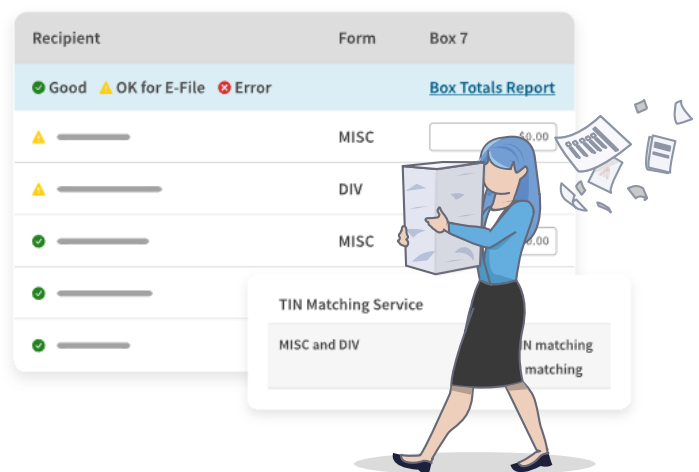 Recipient Form Box 7
Good OK for E-File Error Box Totals Report
MISC $0.00
DIV
MISC .00
TIN Matching Service
MISC and DIV N matching
matching